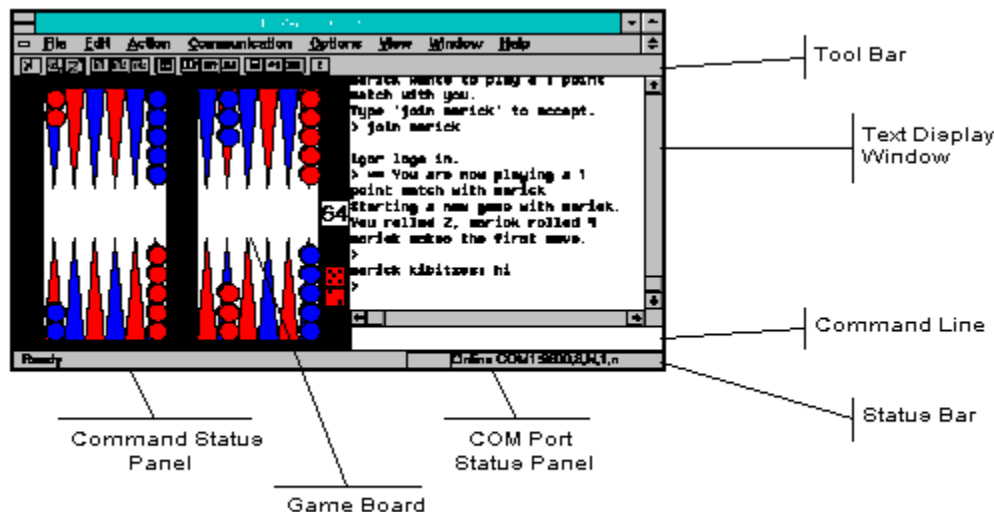 File Edit Action Communication Options View Window Help
marick wants to play a 1 point
match with you.
Type 'join marick' to accept.
> join marick
Igor logs in.
> ** You are now playing a 1
point match with marick
Starting a new game with marick.
You rolled 2, marick rolled 4
marick makes the first move.
>
marick kibitzes: hi
>
64
Ready
Online COM1:9600,8,N,1,n
Tool Bar
Text Display
Window
Command Line
Status Bar
Command Status
Panel
COM Port
Status Panel
Game Board